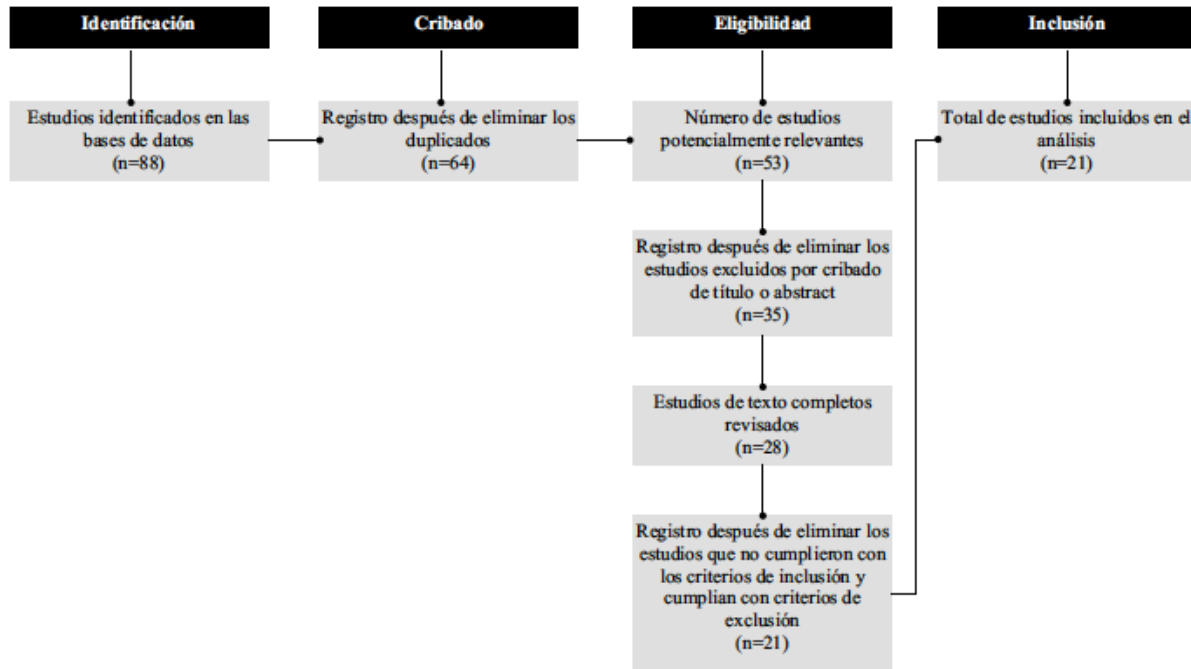 Identificación
Estudios identificados en las
bases de datos
(n=88)
Cribado
Registro después de eliminar los
duplicados
(n=64)
Eligibilidad
Número de estudios
potencialmente relevantes
(n=53)
Registro después de eliminar los
estudios excluidos por cribado
de título o abstract
(n=35)
Estudios de texto completos
revisados
(n=28)
Registro después de eliminar los
estudios que no cumplieron con
los criterios de inclusión y
cumplian con criterios de
exclusión
(n=21)
Inclusión
Total de estudios incluidos en el
análisis
(n=21)